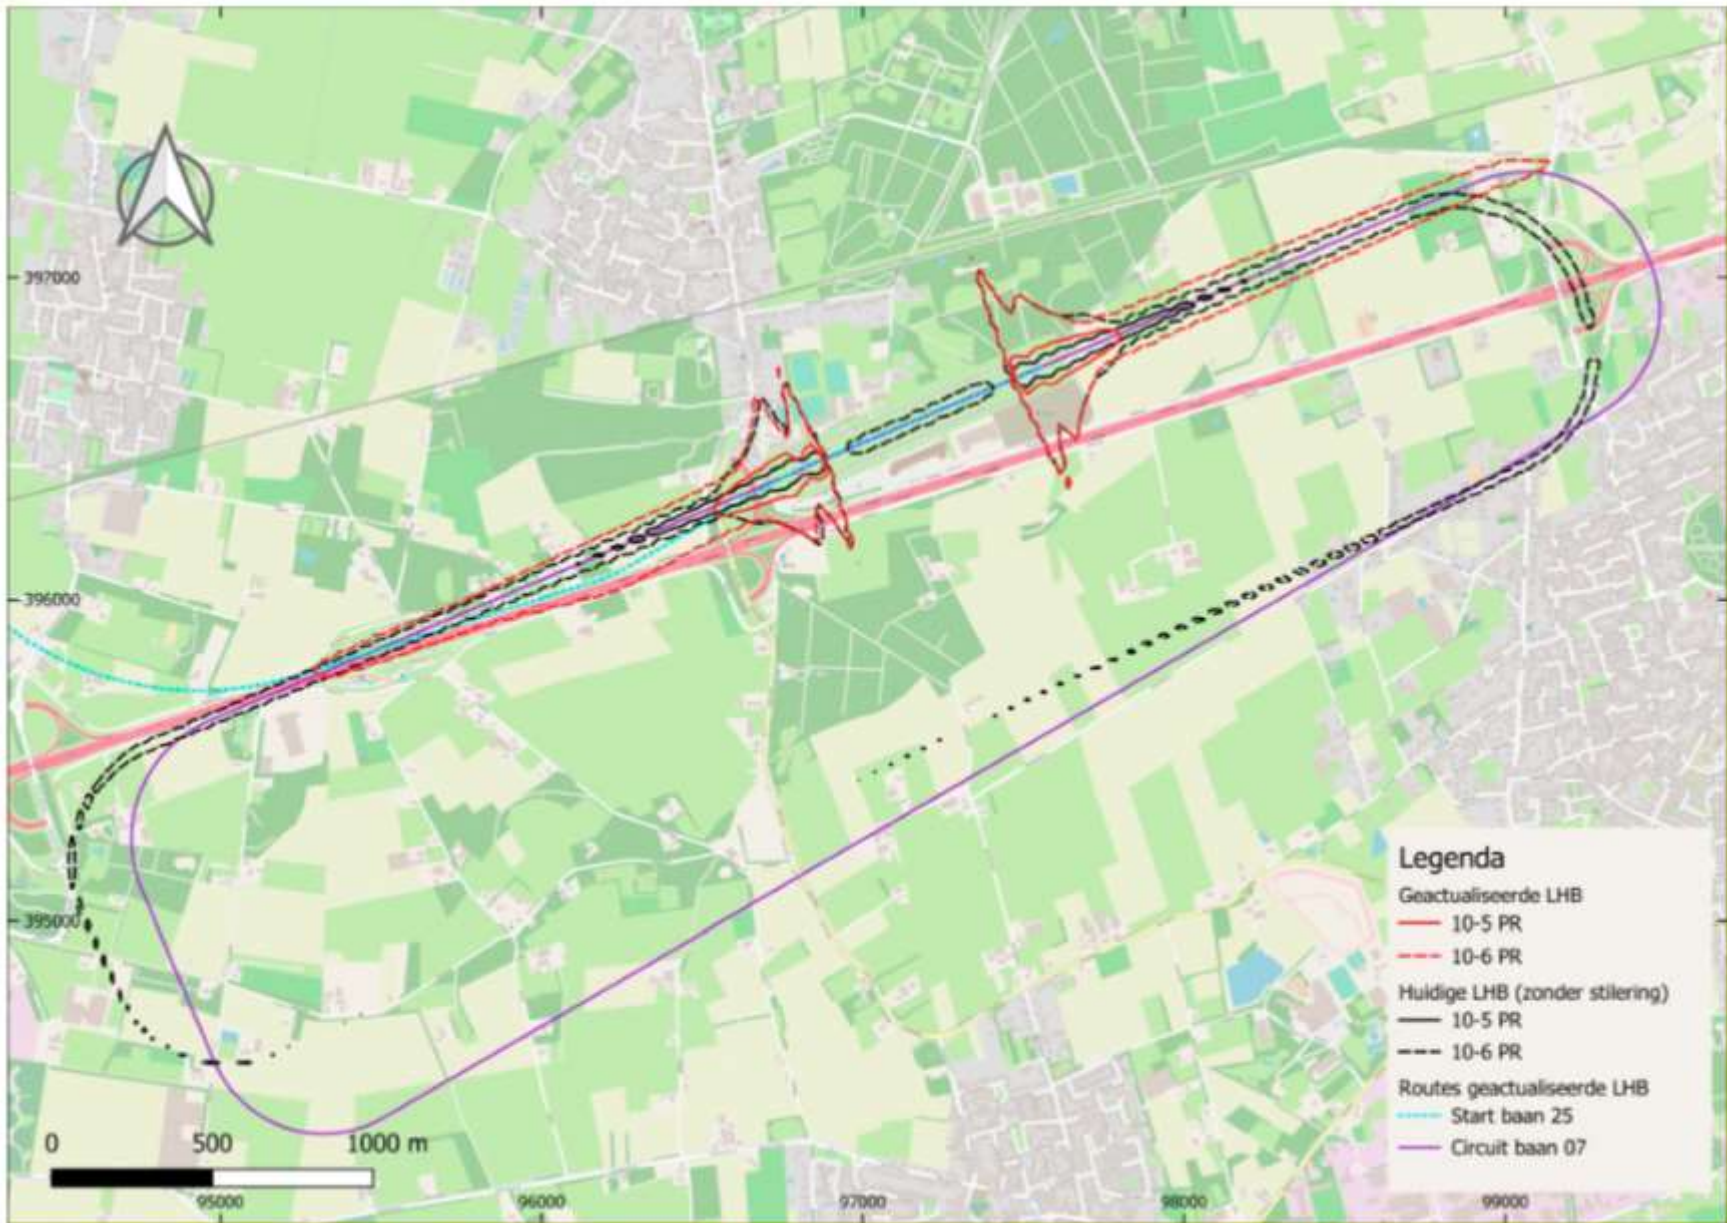 397000
396000
395000
Legenda
Geactualiseerde LHB
10-5 PR
10-6 PR
Huidige LHB (zonder stilering)
10-5 PR
10-6 PR
Routes geactualiseerde LHB
Start baan 25
Circuit baan 07
0 500 1000 m
95000 96000 97000 98000 99000